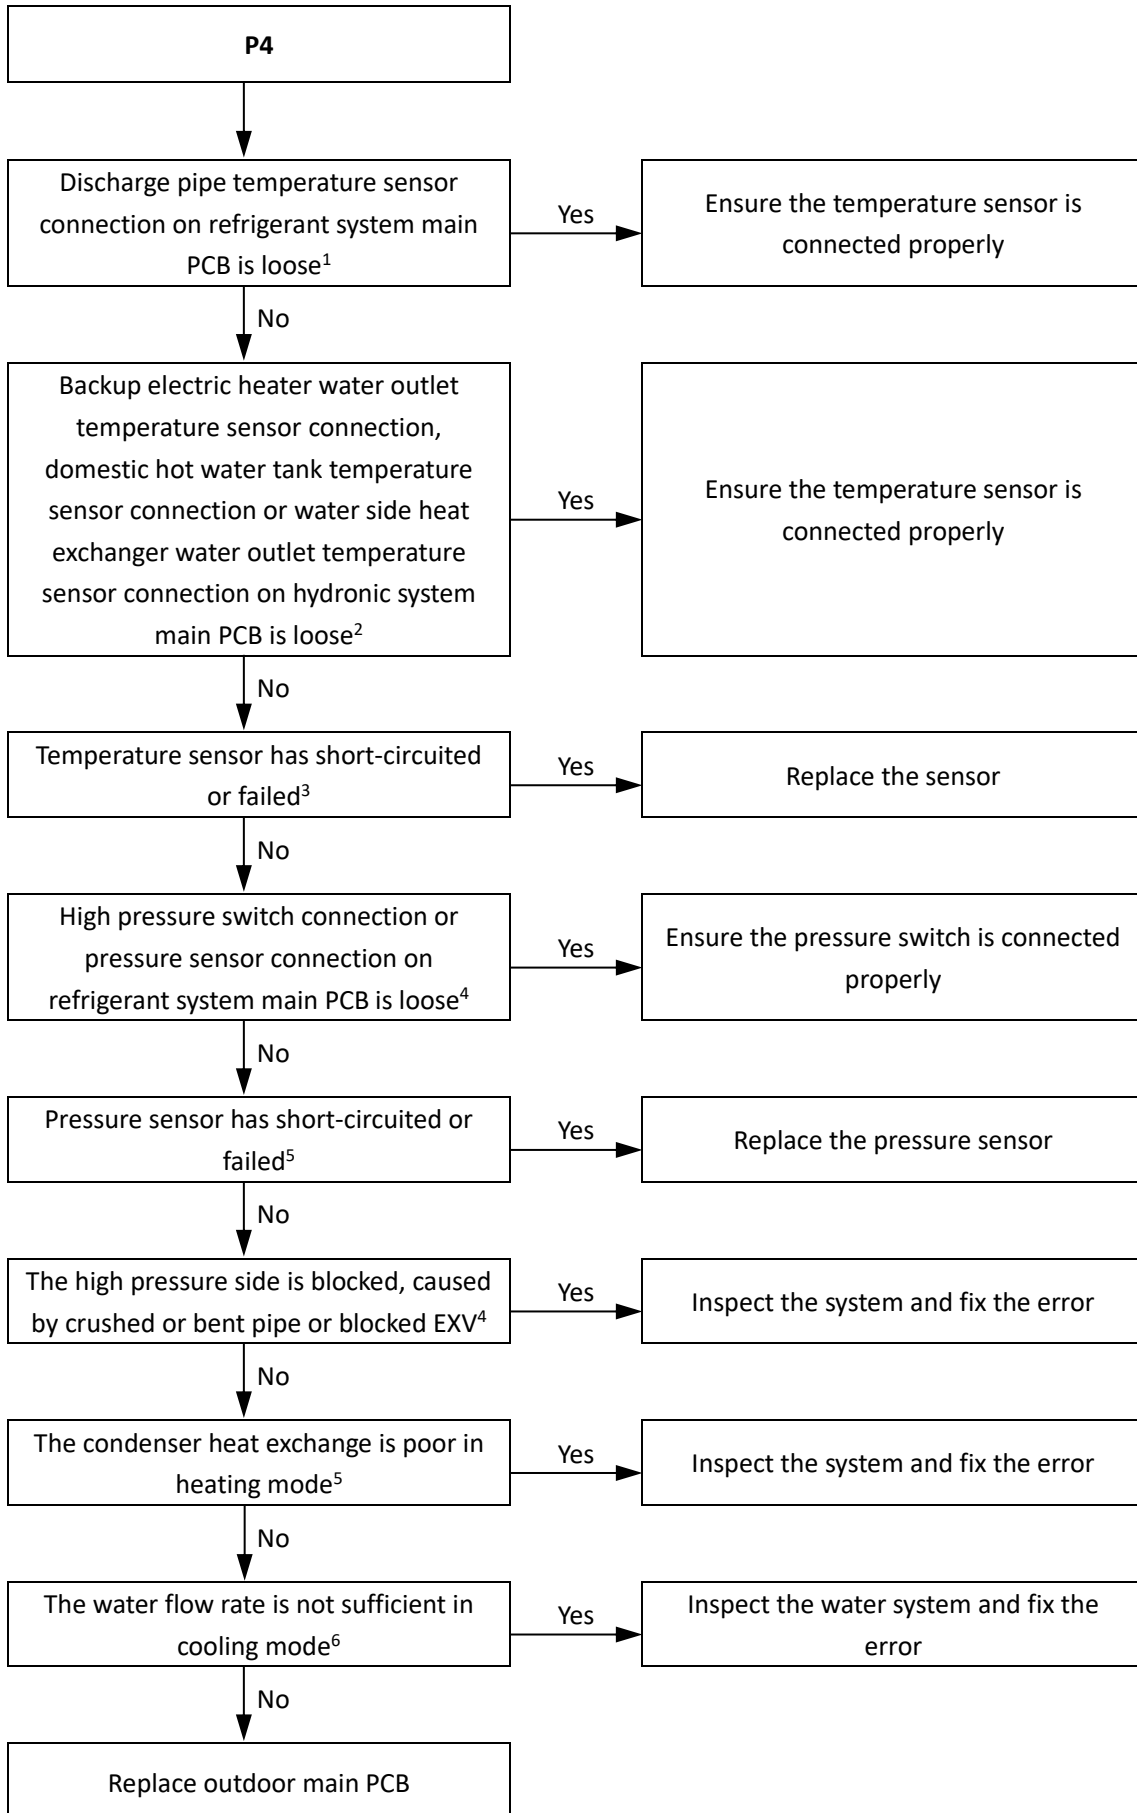 P4
Discharge pipe temperature sensor
connection on refrigerant system main
PCB is loose¹
Yes
Ensure the temperature sensor is
connected properly
No
Backup electric heater water outlet
temperature sensor connection,
domestic hot water tank temperature
sensor connection or water side heat
exchanger water outlet temperature
sensor connection on hydronic system
main PCB is loose²
Yes
Ensure the temperature sensor is
connected properly
No
Temperature sensor has short-circuited
or failed³
Yes
Replace the sensor
No
High pressure switch connection or
pressure sensor connection on
refrigerant system main PCB is loose⁴
Yes
Ensure the pressure switch is connected
properly
No
Pressure sensor has short-circuited or
failed⁵
Yes
Replace the pressure sensor
No
The high pressure side is blocked, caused
by crushed or bent pipe or blocked EXV⁴
Yes
Inspect the system and fix the error
No
The condenser heat exchange is poor in
heating mode⁵
Yes
Inspect the system and fix the error
No
The water flow rate is not sufficient in
cooling mode⁶
Yes
Inspect the water system and fix the
error
No
Replace outdoor main PCB